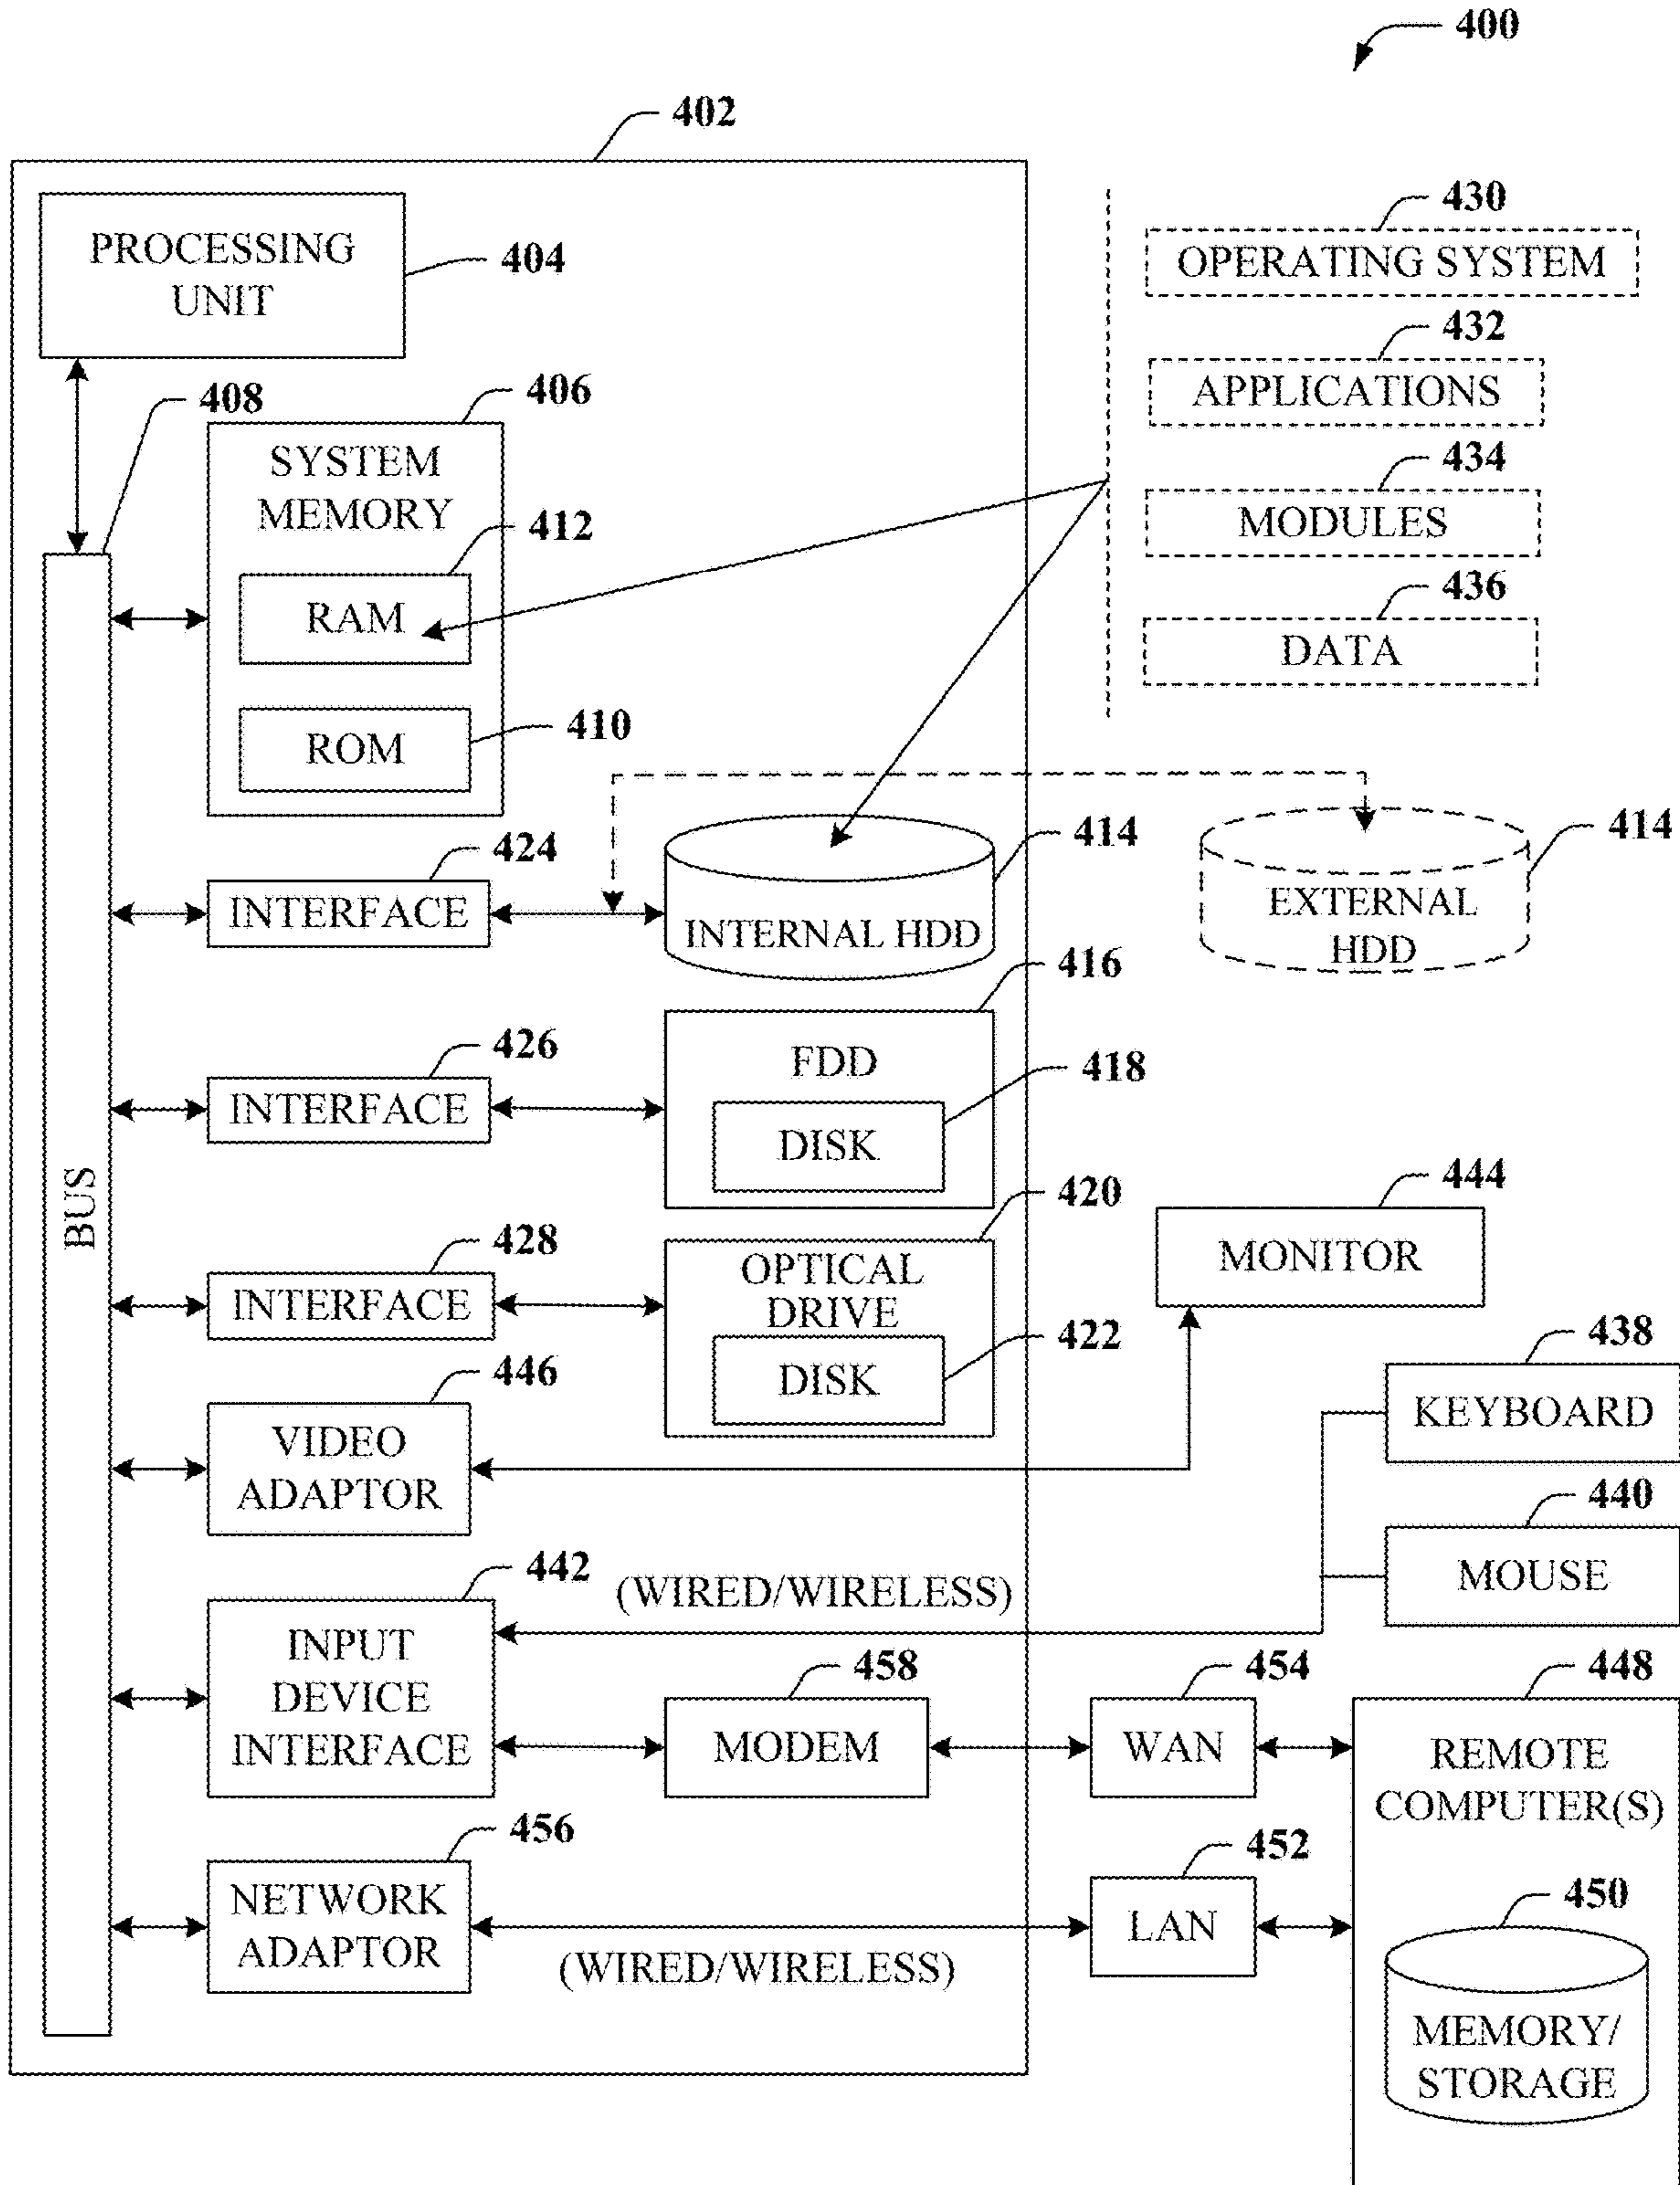 400
402
PROCESSING
UNIT
404
430
OPERATING SYSTEM
432
APPLICATIONS
434
MODULES
436
DATA
408
406
SYSTEM
MEMORY
412
RAM
410
ROM
424
INTERFACE
414
INTERNAL HDD
414
EXTERNAL
HDD
426
INTERFACE
416
FDD
418
DISK
BUS
428
INTERFACE
420
OPTICAL
DRIVE
422
DISK
444
MONITOR
446
VIDEO
ADAPTOR
438
KEYBOARD
440
MOUSE
442
INPUT
DEVICE
INTERFACE
(WIRED/WIRELESS)
458
MODEM
454
WAN
448
REMOTE
COMPUTER(S)
456
NETWORK
ADAPTOR
(WIRED/WIRELESS)
452
LAN
450
MEMORY/
STORAGE